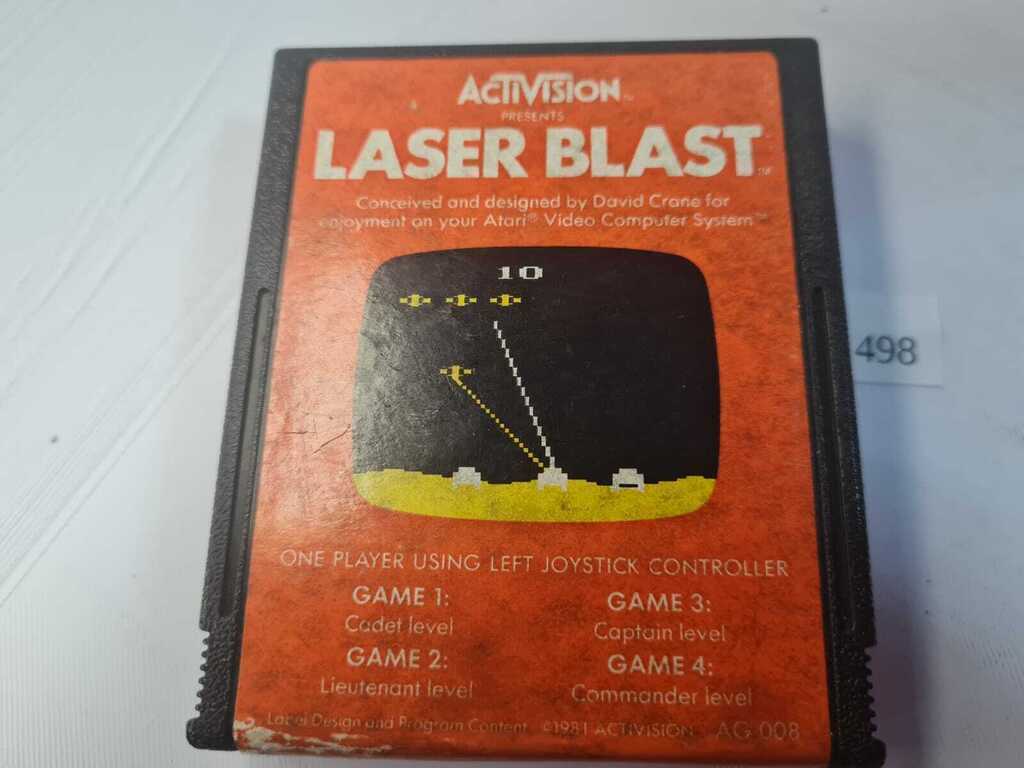 ACTIVISION™
PRESENTS
LASER BLAST™
Conceived and designed by David Crane for
enjoyment on your Atari® Video Computer System™
10
498
ONE PLAYER USING LEFT JOYSTICK CONTROLLER
GAME 1:
Cadet level
GAME 2:
Lieutenant level
GAME 3:
Captain level
GAME 4:
Commander level
Label Design and Program Content ©1981 ACTIVISION AG 008